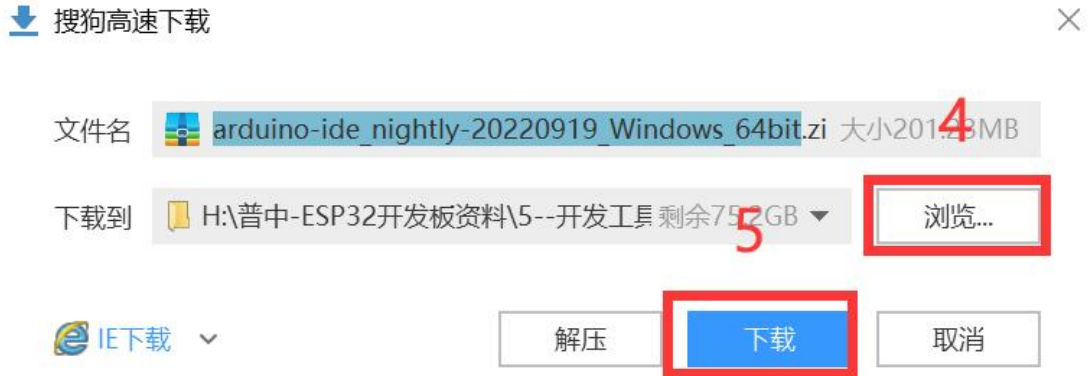 搜狗高速下载
文件名 arduino-ide_nightly-20220919_Windows_64bit.zi 大小201.23MB
4
下载到 H:\普中-ESP32开发板资料\5--开发工具 剩余75.2GB 浏览...
5
IE下载 解压 下载 取消